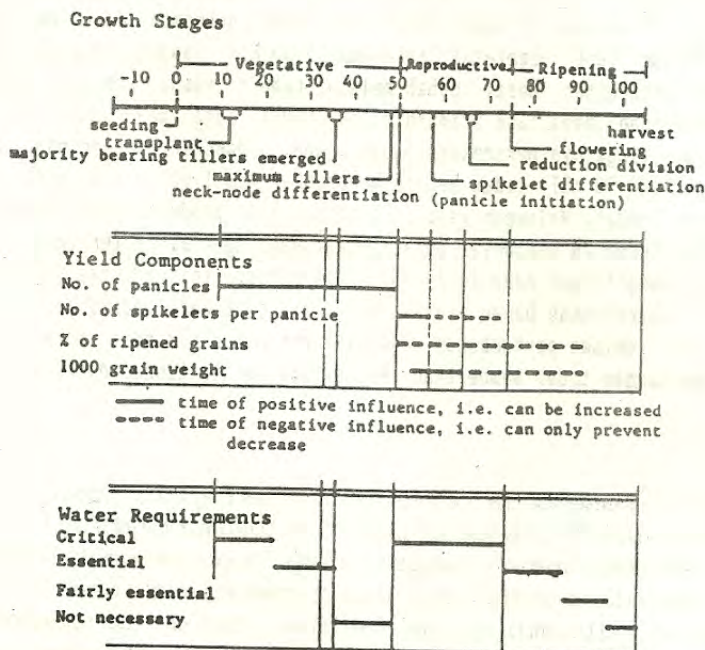 Growth Stages
Vegetative Reproductive Ripening
-10 0 10 20 30 40 50 60 70 80 90 100
seeding harvest
transplant flowering
majority bearing tillers emerged reduction division
maximum tillers spikelet differentiation
neck-node differentiation (panicle initiation)
Yield Components
No. of panicles
No. of spikelets per panicle
% of ripened grains
1000 grain weight
time of positive influence, i.e. can be increased
time of negative influence, i.e. can only prevent
decrease
Water Requirements
Critical
Essential
Fairly essential
Not necessary